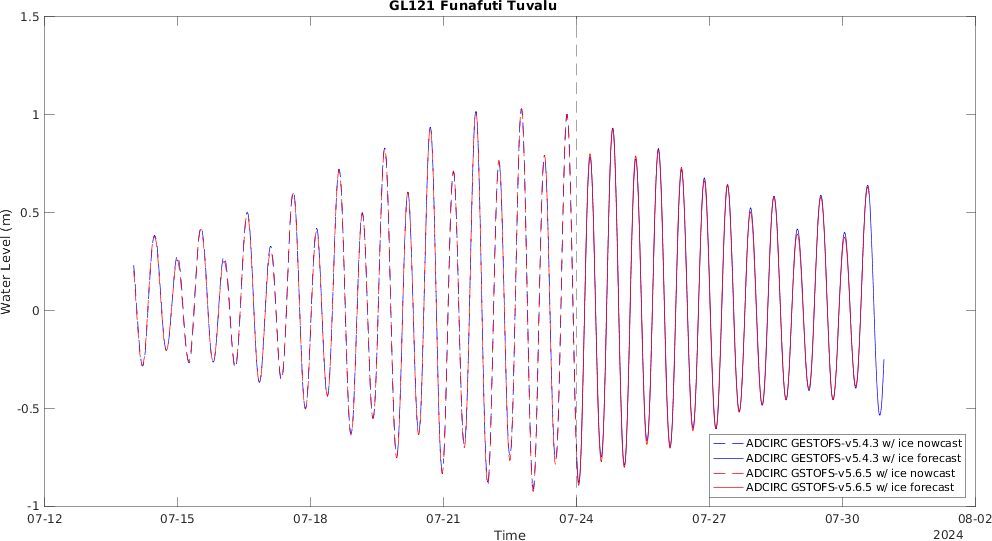 GL121 Funafuti Tuvalu
1.5
1
0.5
0
-0.5
-1
Water Level (m)
07-12
07-15
07-18
07-21
07-24
07-27
07-30
08-02
Time
2024
ADCIRC GESTOFS-v5.4.3 w/ ice nowcast
ADCIRC GESTOFS-v5.4.3 w/ ice forecast
ADCIRC GSTOFS-v5.6.5 w/ ice nowcast
ADCIRC GSTOFS-v5.6.5 w/ ice forecast